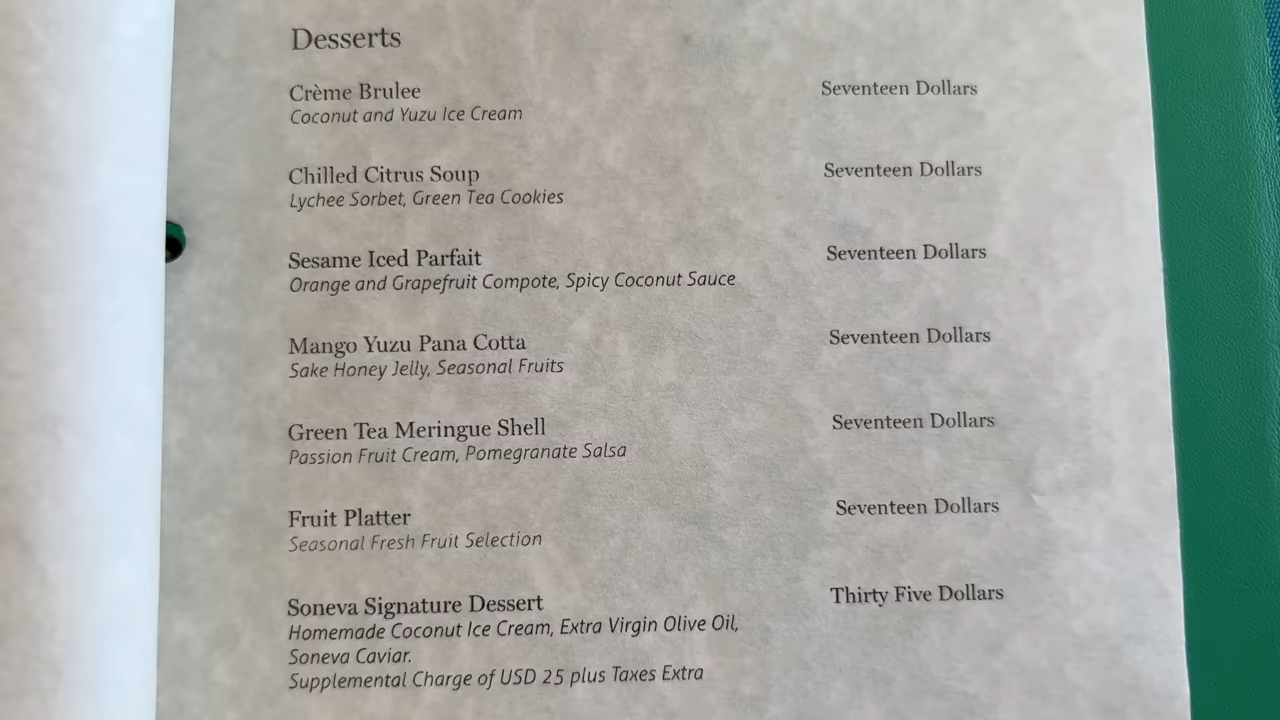 Desserts
Crème Brulee Seventeen Dollars
Coconut and Yuzu Ice Cream
Chilled Citrus Soup Seventeen Dollars
Lychee Sorbet, Green Tea Cookies
Sesame Iced Parfait Seventeen Dollars
Orange and Grapefruit Compote, Spicy Coconut Sauce
Mango Yuzu Pana Cotta Seventeen Dollars
Sake Honey Jelly, Seasonal Fruits
Green Tea Meringue Shell Seventeen Dollars
Passion Fruit Cream, Pomegranate Salsa
Fruit Platter Seventeen Dollars
Seasonal Fresh Fruit Selection
Soneva Signature Dessert Thirty Five Dollars
Homemade Coconut Ice Cream, Extra Virgin Olive Oil,
Soneva Caviar.
Supplemental Charge of USD 25 plus Taxes Extra